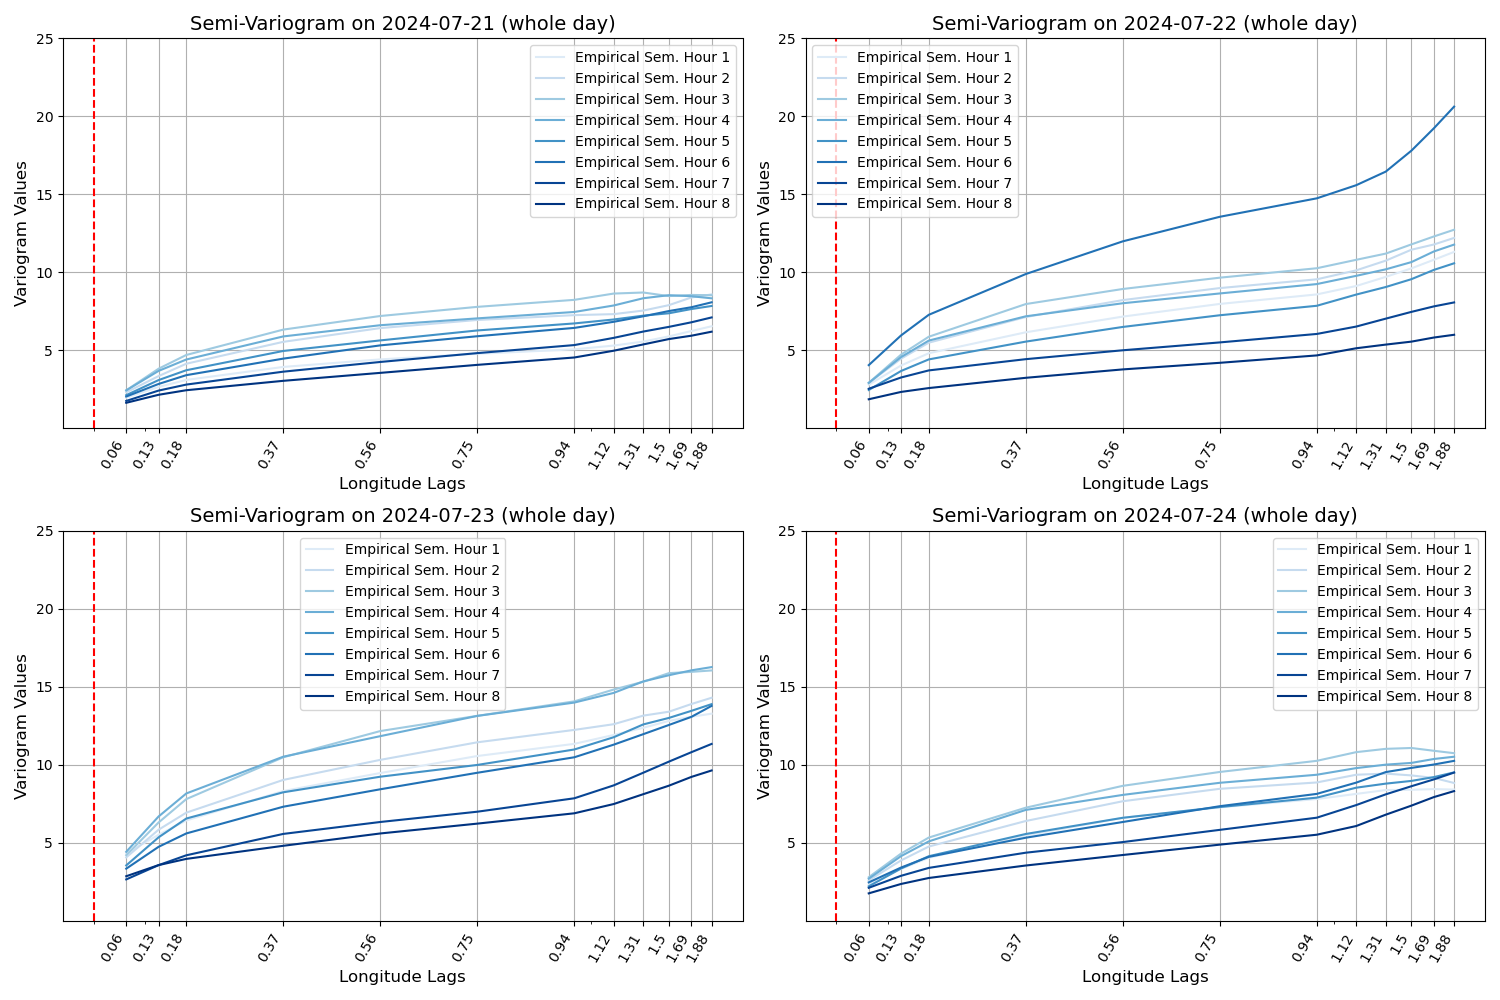 Semi-Variogram on 2024-07-21 (whole day)
Variogram Values
25
20
15
10
5
Empirical Sem. Hour 1
Empirical Sem. Hour 2
Empirical Sem. Hour 3
Empirical Sem. Hour 4
Empirical Sem. Hour 5
Empirical Sem. Hour 6
Empirical Sem. Hour 7
Empirical Sem. Hour 8
0.06 0.13 0.18 0.37 0.56 0.75 0.94 1.12 1.31 1.5 1.69 1.88
Longitude Lags
Semi-Variogram on 2024-07-22 (whole day)
Variogram Values
25
20
15
10
5
Empirical Sem. Hour 1
Empirical Sem. Hour 2
Empirical Sem. Hour 3
Empirical Sem. Hour 4
Empirical Sem. Hour 5
Empirical Sem. Hour 6
Empirical Sem. Hour 7
Empirical Sem. Hour 8
0.06 0.13 0.18 0.37 0.56 0.75 0.94 1.12 1.31 1.5 1.69 1.88
Longitude Lags
Semi-Variogram on 2024-07-23 (whole day)
Variogram Values
25
20
15
10
5
Empirical Sem. Hour 1
Empirical Sem. Hour 2
Empirical Sem. Hour 3
Empirical Sem. Hour 4
Empirical Sem. Hour 5
Empirical Sem. Hour 6
Empirical Sem. Hour 7
Empirical Sem. Hour 8
0.06 0.13 0.18 0.37 0.56 0.75 0.94 1.12 1.31 1.5 1.69 1.88
Longitude Lags
Semi-Variogram on 2024-07-24 (whole day)
Variogram Values
25
20
15
10
5
Empirical Sem. Hour 1
Empirical Sem. Hour 2
Empirical Sem. Hour 3
Empirical Sem. Hour 4
Empirical Sem. Hour 5
Empirical Sem. Hour 6
Empirical Sem. Hour 7
Empirical Sem. Hour 8
0.06 0.13 0.18 0.37 0.56 0.75 0.94 1.12 1.31 1.5 1.69 1.88
Longitude Lags